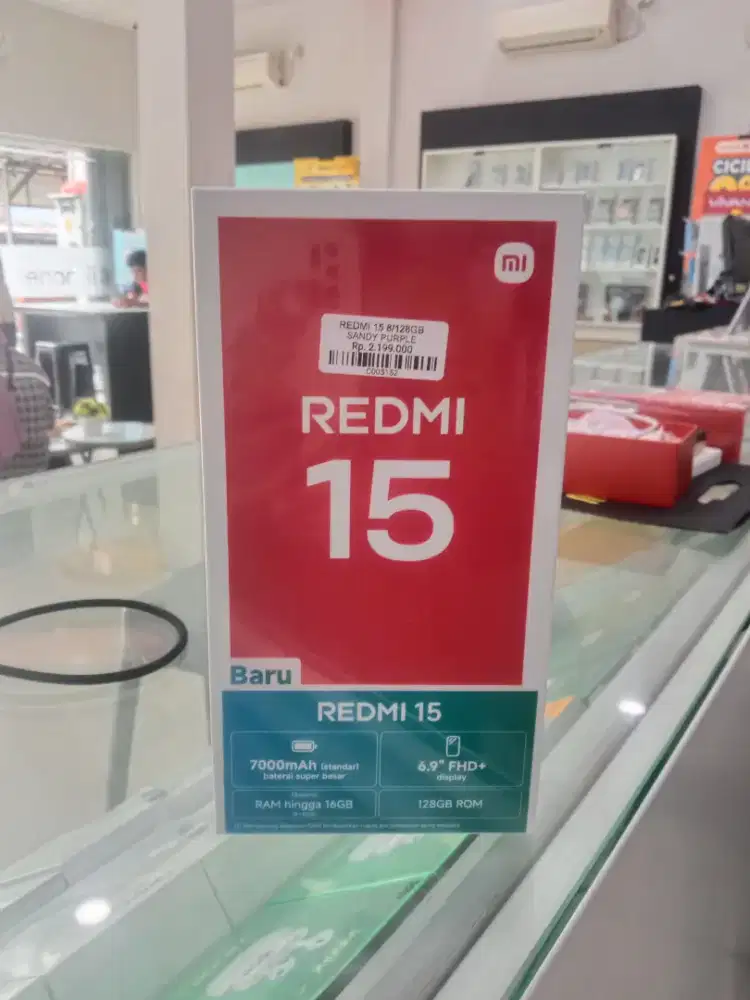 mi
REDMI 15 8/128GB
SANDY PURPLE
Rp. 2.199.000
REDMI
15
Baru
REDMI 15
7000mAh (standar)
baterai super besar
6,9" FHD+
display
RAM hingga 16GB
128GB ROM
CICI